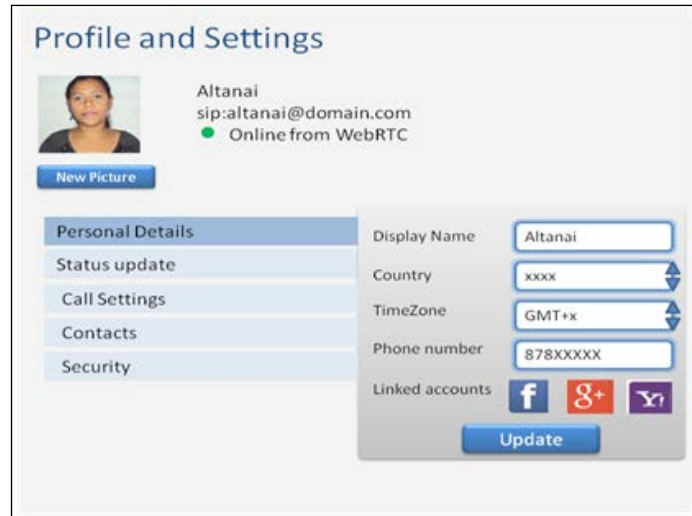 Profile and Settings
Altanai
sip:altanai@domain.com
Online from WebRTC
New Picture
Personal Details
Status update
Call Settings
Contacts
Security
Display Name
Altanai
Country
xxxx
TimeZone
GMT+x
Phone number
878XXXXX
Linked accounts
f
g+
Y!
Update